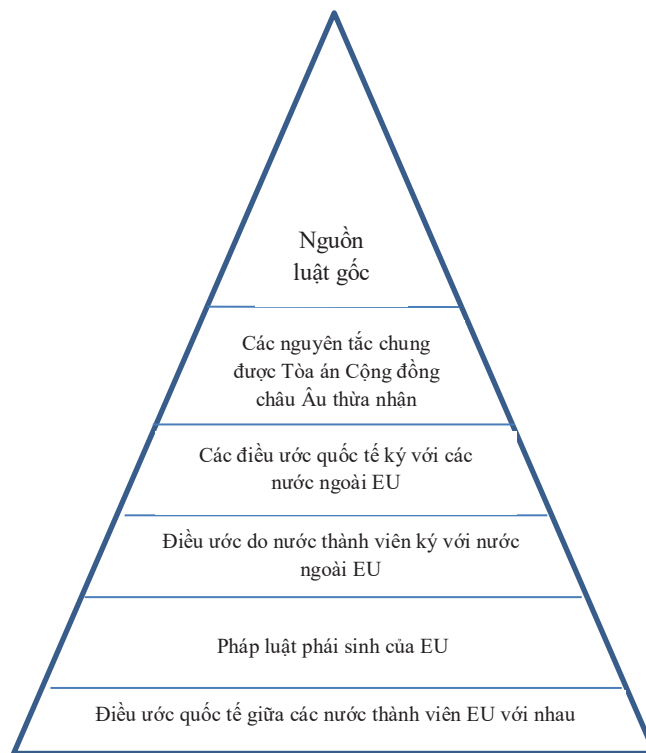 Nguồn
luật gốc
Các nguyên tắc chung
được Tòa án Cộng đồng
châu Âu thừa nhận
Các điều ước quốc tế ký với các
nước ngoài EU
Điều ước do nước thành viên ký với nước
ngoài EU
Pháp luật phái sinh của EU
Điều ước quốc tế giữa các nước thành viên EU với nhau